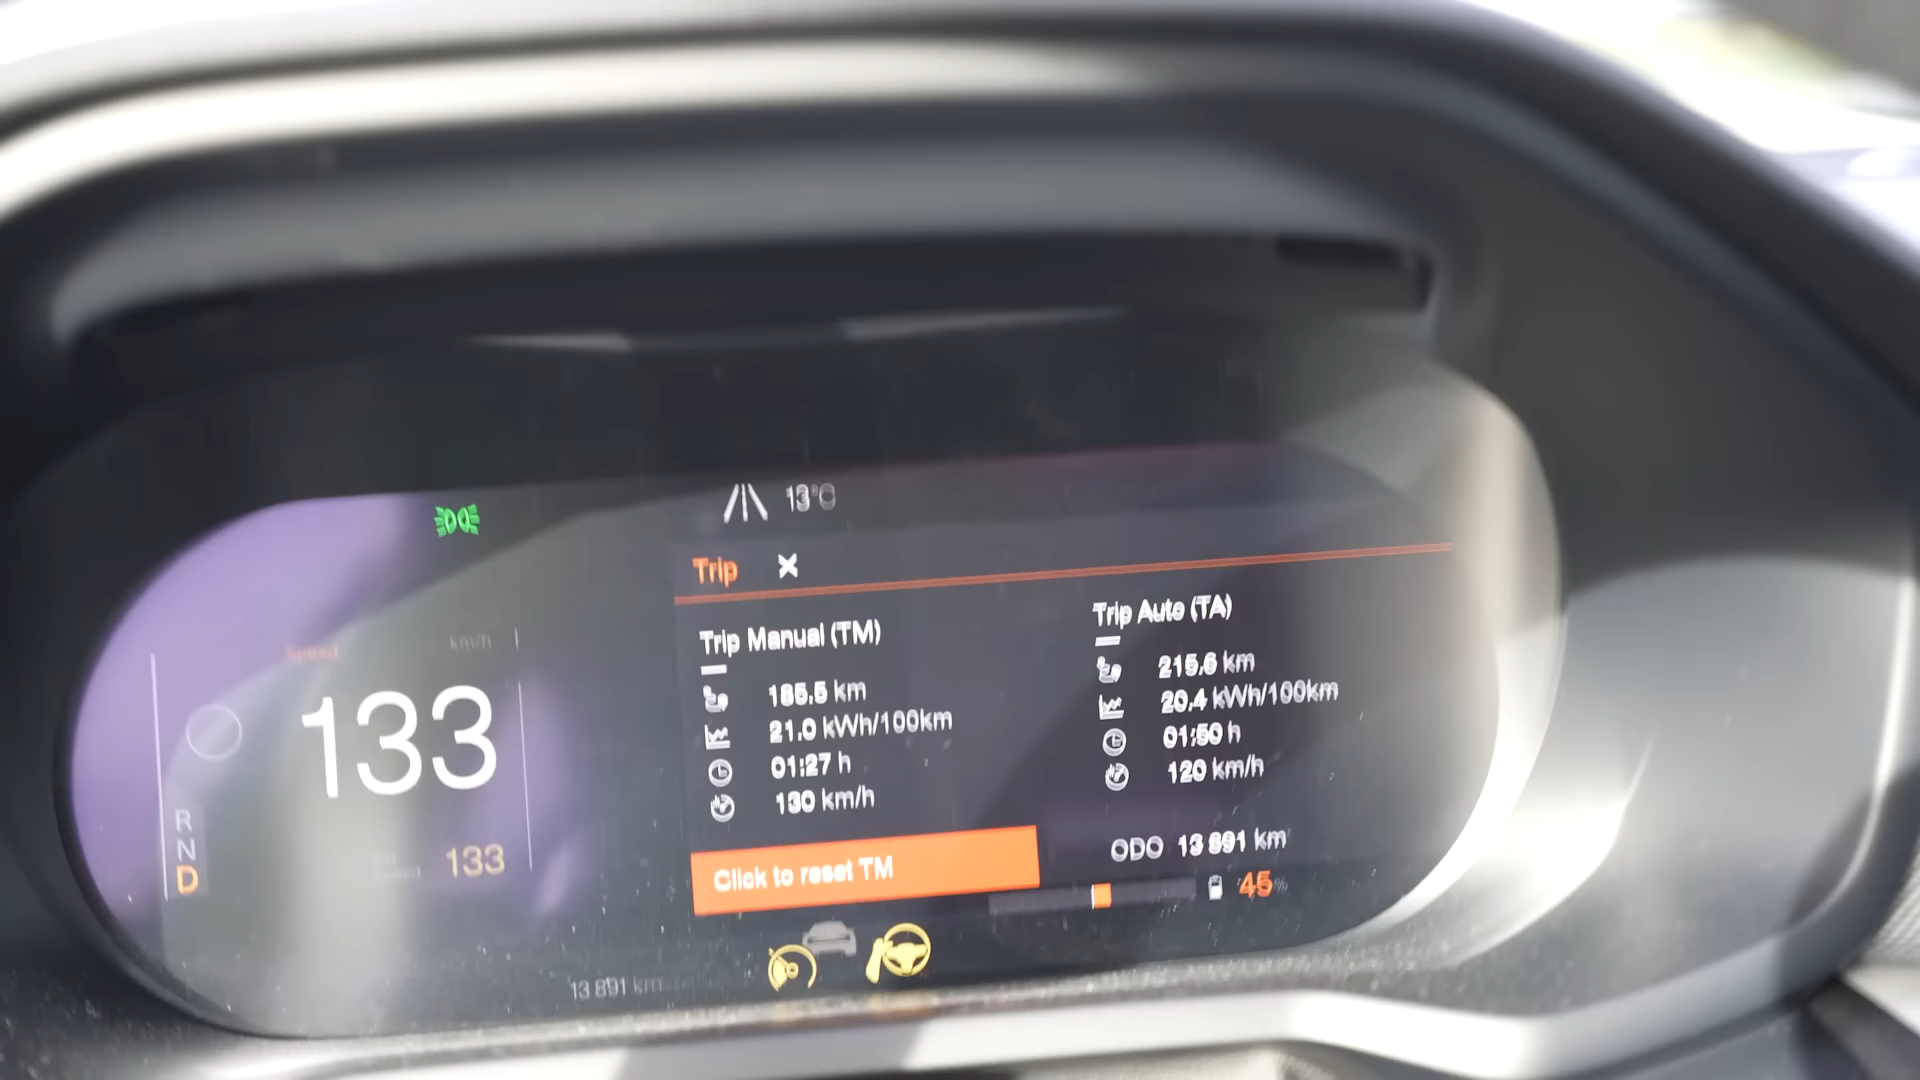 13°C
Trip
Speed
km/h
133
133
R
N
D
Trip Manual (TM)
185.5 km
21.0 kWh/100km
01:27 h
130 km/h
Click to reset TM
Trip Auto (TA)
215.6 km
20.4 kWh/100km
01:50 h
120 km/h
ODO 13 891 km
45%
13 891 km